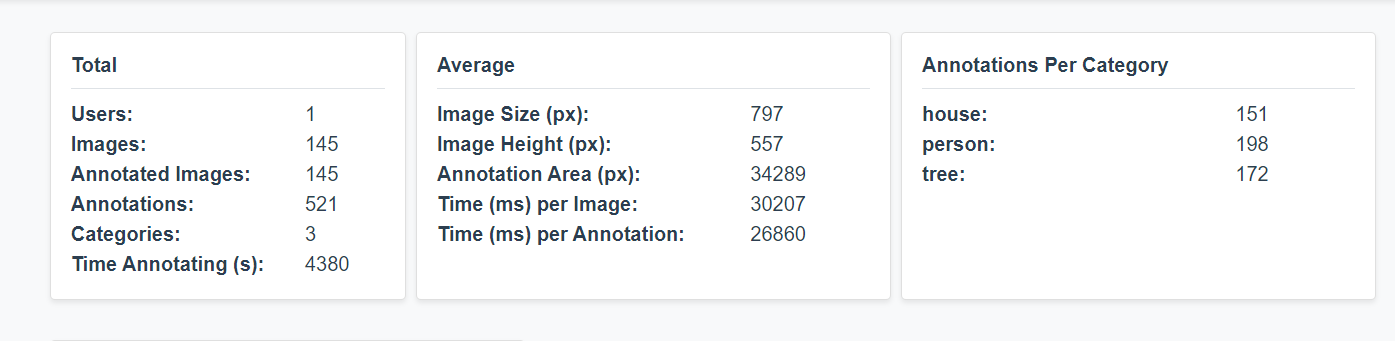 Total
Users: 1
Images: 145
Annotated Images: 145
Annotations: 521
Categories: 3
Time Annotating (s): 4380
Average
Image Size (px): 797
Image Height (px): 557
Annotation Area (px): 34289
Time (ms) per Image: 30207
Time (ms) per Annotation: 26860
Annotations Per Category
house: 151
person: 198
tree: 172